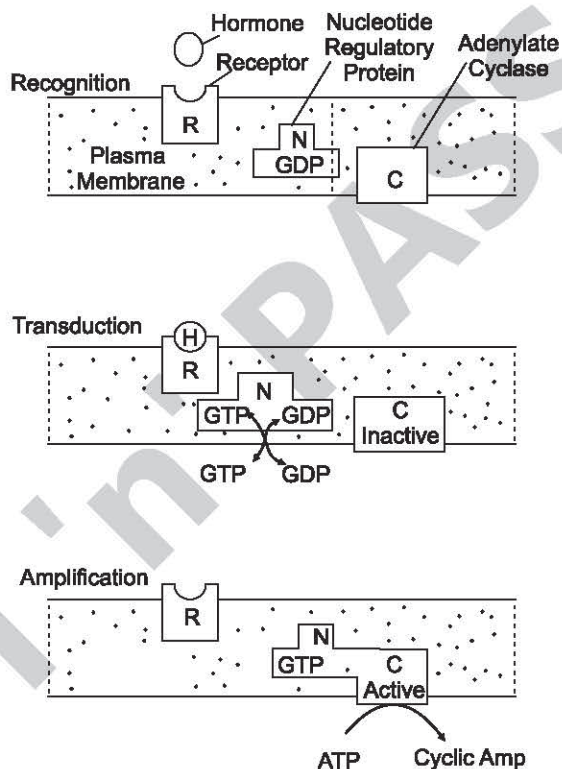 Hormone
Nucleotide
Regulatory
Protein
Adenylate
Cyclase
Receptor
Recognition
R
N
GDP
Plasma
Membrane
C
Transduction
H
R
N
GTP GDP
C
Inactive
GTP GDP
Amplification
R
N
GTP
C
Active
ATP Cyclic Amp
n'PASS